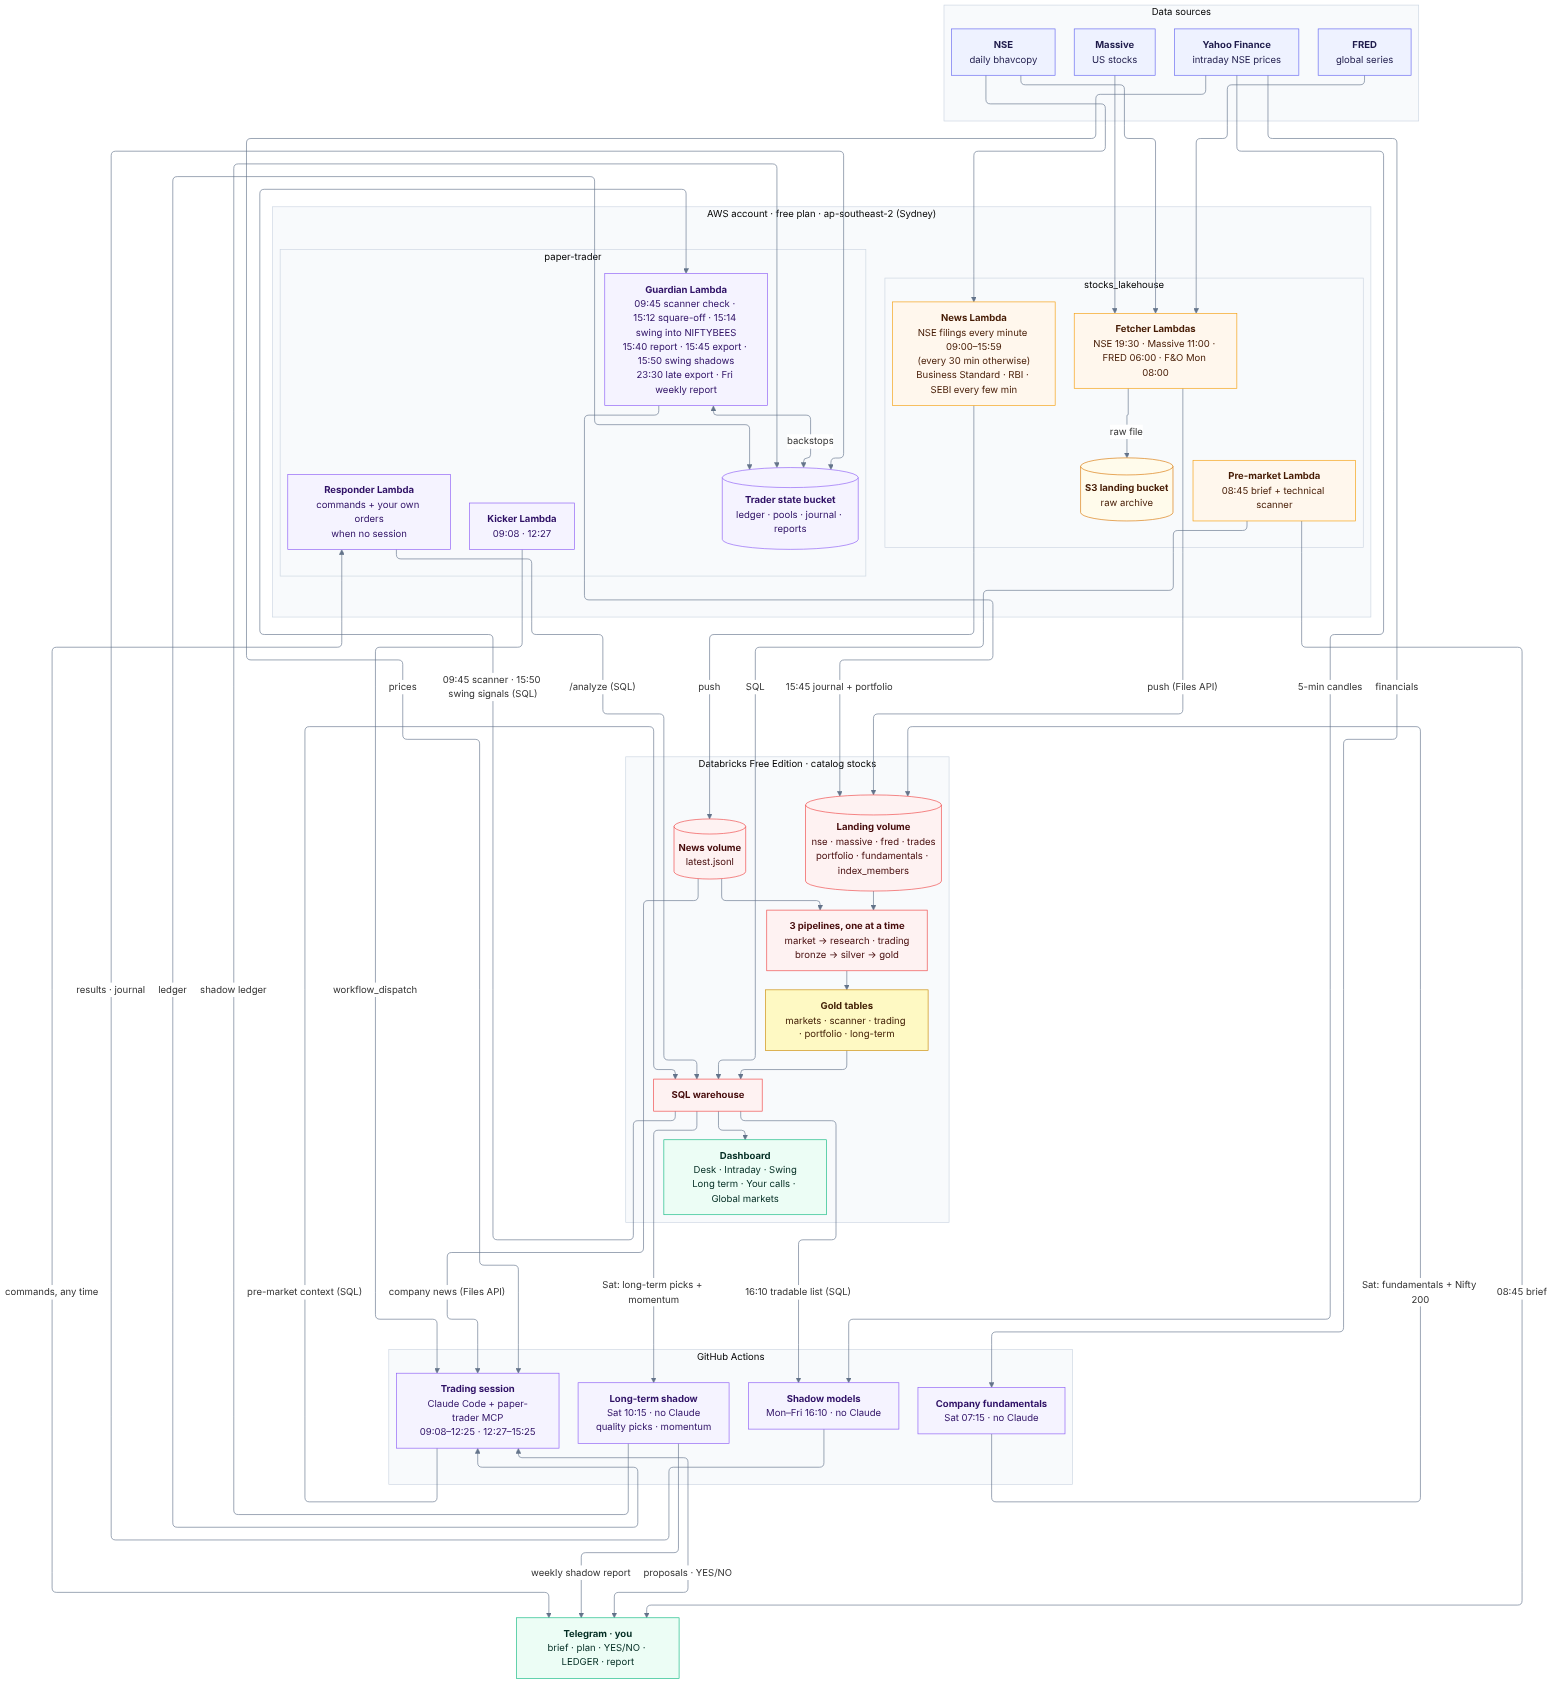 Data sources
NSE
daily bhavcopy
Massive
US stocks
Yahoo Finance
intraday NSE prices
FRED
global series
AWS account · free plan · ap-southeast-2 (Sydney)
paper-trader
stocks_lakehouse
Guardian Lambda
09:45 scanner check ·
15:12 square-off · 15:14
swing into NIFTYBEES
15:40 report · 15:45 export ·
15:50 swing shadows
23:30 late export · Fri
weekly report
News Lambda
NSE filings every minute
09:00–15:59
(every 30 min otherwise)
Business Standard · RBI ·
SEBI every few min
Fetcher Lambdas
NSE 19:30 · Massive 11:00 ·
FRED 06:00 · F&O Mon
08:00
backstops
raw file
Responder Lambda
commands + your own
orders
when no session
Kicker Lambda
09:08 · 12:27
Trader state bucket
ledger · pools · journal ·
reports
S3 landing bucket
raw archive
Pre-market Lambda
08:45 brief + technical
scanner
prices
09:45 scanner · 15:50
swing signals (SQL)
/analyze (SQL)
push
SQL
15:45 journal + portfolio
push (Files API)
5-min candles
financials
Databricks Free Edition · catalog stocks
News volume
latest.jsonl
Landing volume
nse · massive · fred · trades
portfolio · fundamentals ·
index_members
3 pipelines, one at a time
market → research · trading
bronze → silver → gold
results · journal
ledger
shadow ledger
workflow_dispatch
Gold tables
markets · scanner · trading
· portfolio · long-term
SQL warehouse
Dashboard
Desk · Intraday · Swing
Long term · Your calls ·
Global markets
commands, any time
pre-market context (SQL)
company news (Files API)
Sat: long-term picks +
momentum
16:10 tradable list (SQL)
Sat: fundamentals + Nifty
200
08:45 brief
GitHub Actions
Trading session
Claude Code + paper-
trader MCP
09:08–12:25 · 12:27–15:25
Long-term shadow
Sat 10:15 · no Claude
quality picks · momentum
Shadow models
Mon–Fri 16:10 · no Claude
Company fundamentals
Sat 07:15 · no Claude
weekly shadow report
proposals · YES/NO
Telegram · you
brief · plan · YES/NO ·
LEDGER · report